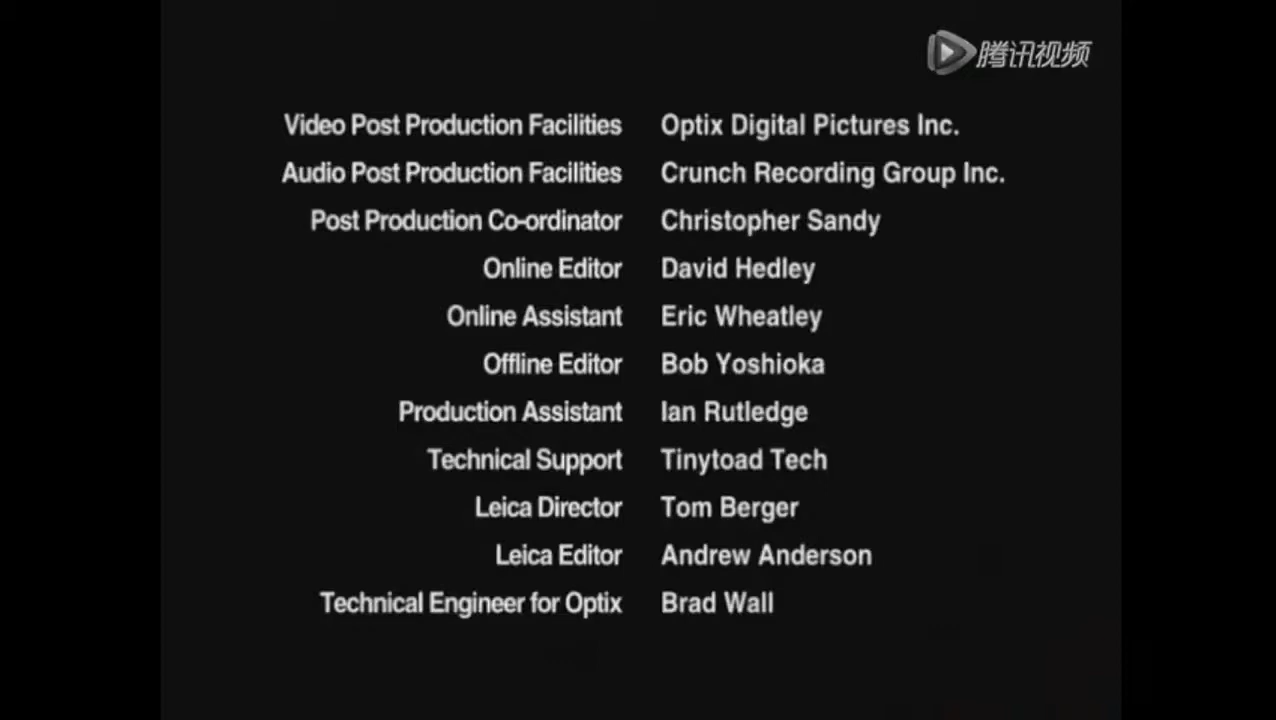 腾讯视频
Video Post Production Facilities Optix Digital Pictures Inc.
Audio Post Production Facilities Crunch Recording Group Inc.
Post Production Co-ordinator Christopher Sandy
Online Editor David Hedley
Online Assistant Eric Wheatley
Offline Editor Bob Yoshioka
Production Assistant Ian Rutledge
Technical Support Tinytoad Tech
Leica Director Tom Berger
Leica Editor Andrew Anderson
Technical Engineer for Optix Brad Wall